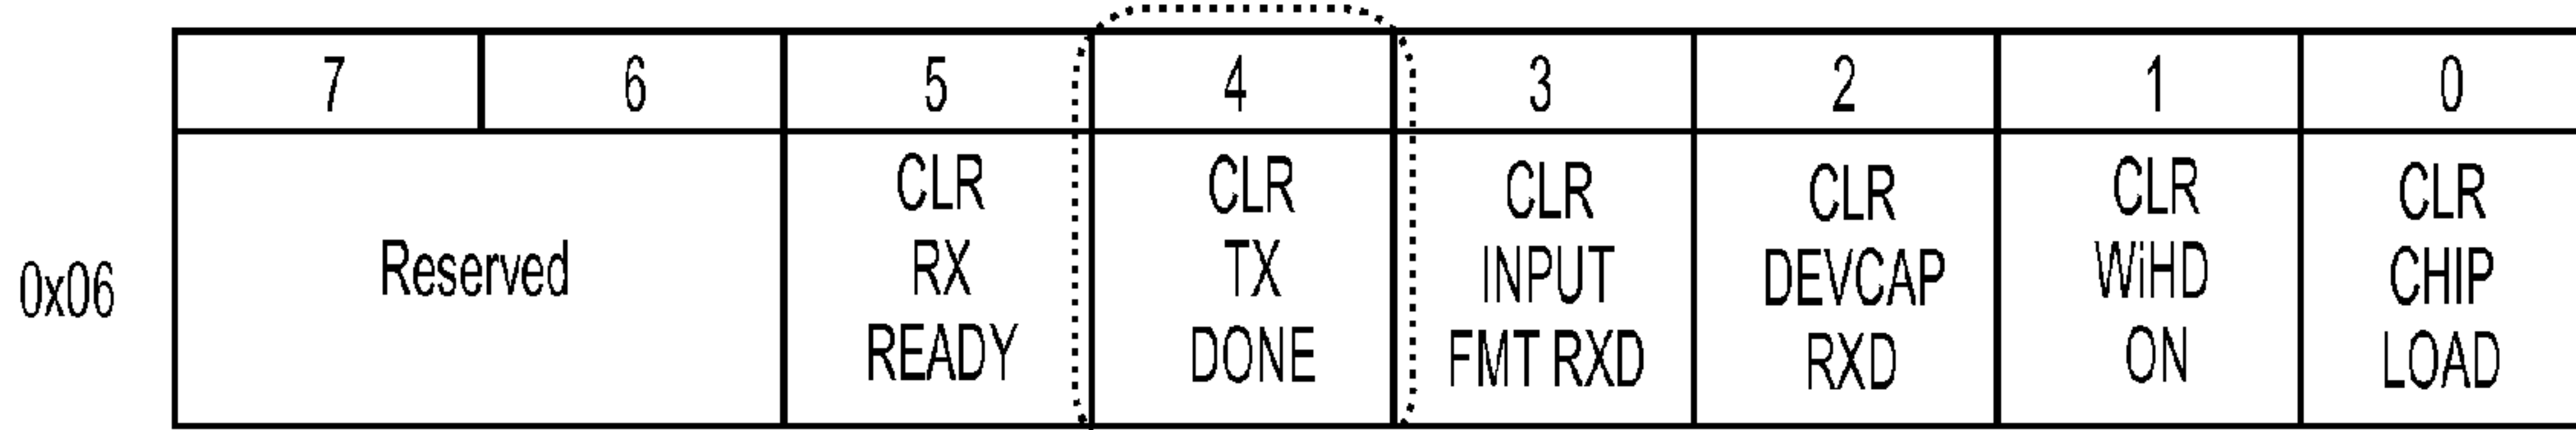 7 6 5 4 3 2 1 0
0x06
Reserved
CLR
RX
READY
CLR
TX
DONE
CLR
INPUT
FMT RXD
CLR
DEVCAP
RXD
CLR
WiHD
ON
CLR
CHIP
LOAD